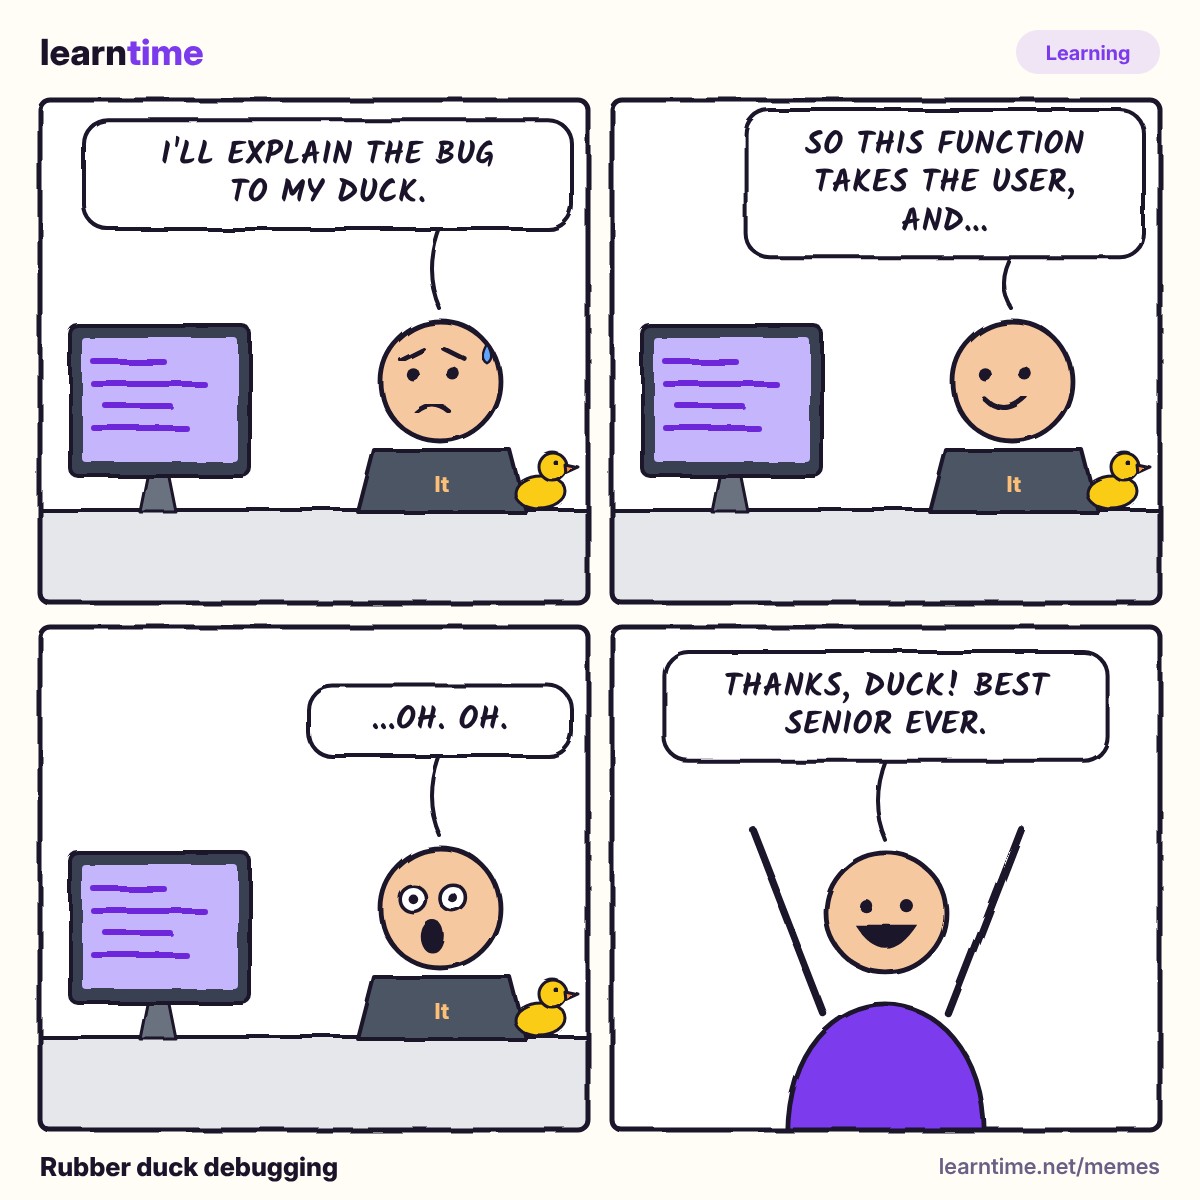 learntime
Learning
I'LL EXPLAIN THE BUG
TO MY DUCK.
lt
SO THIS FUNCTION
TAKES THE USER,
AND...
lt
...OH. OH.
lt
THANKS, DUCK! BEST
SENIOR EVER.
Rubber duck debugging
learntime.net/memes